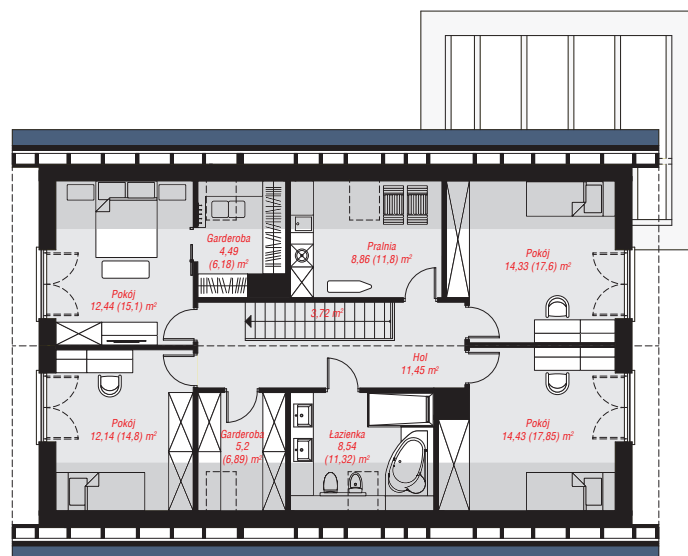 Garderoba
4,49
(6,18) m²
Pralnia
8,86 (11,8) m²
Pokój
14,33 (17,6) m²
Pokój
12,44 (15,1) m²
3,72 m²
Hol
11,45 m²
Pokój
12,14 (14,8) m²
Garderoba
5,2
(6,89) m²
Łazienka
8,54
(11,32) m²
Pokój
14,43 (17,85) m²